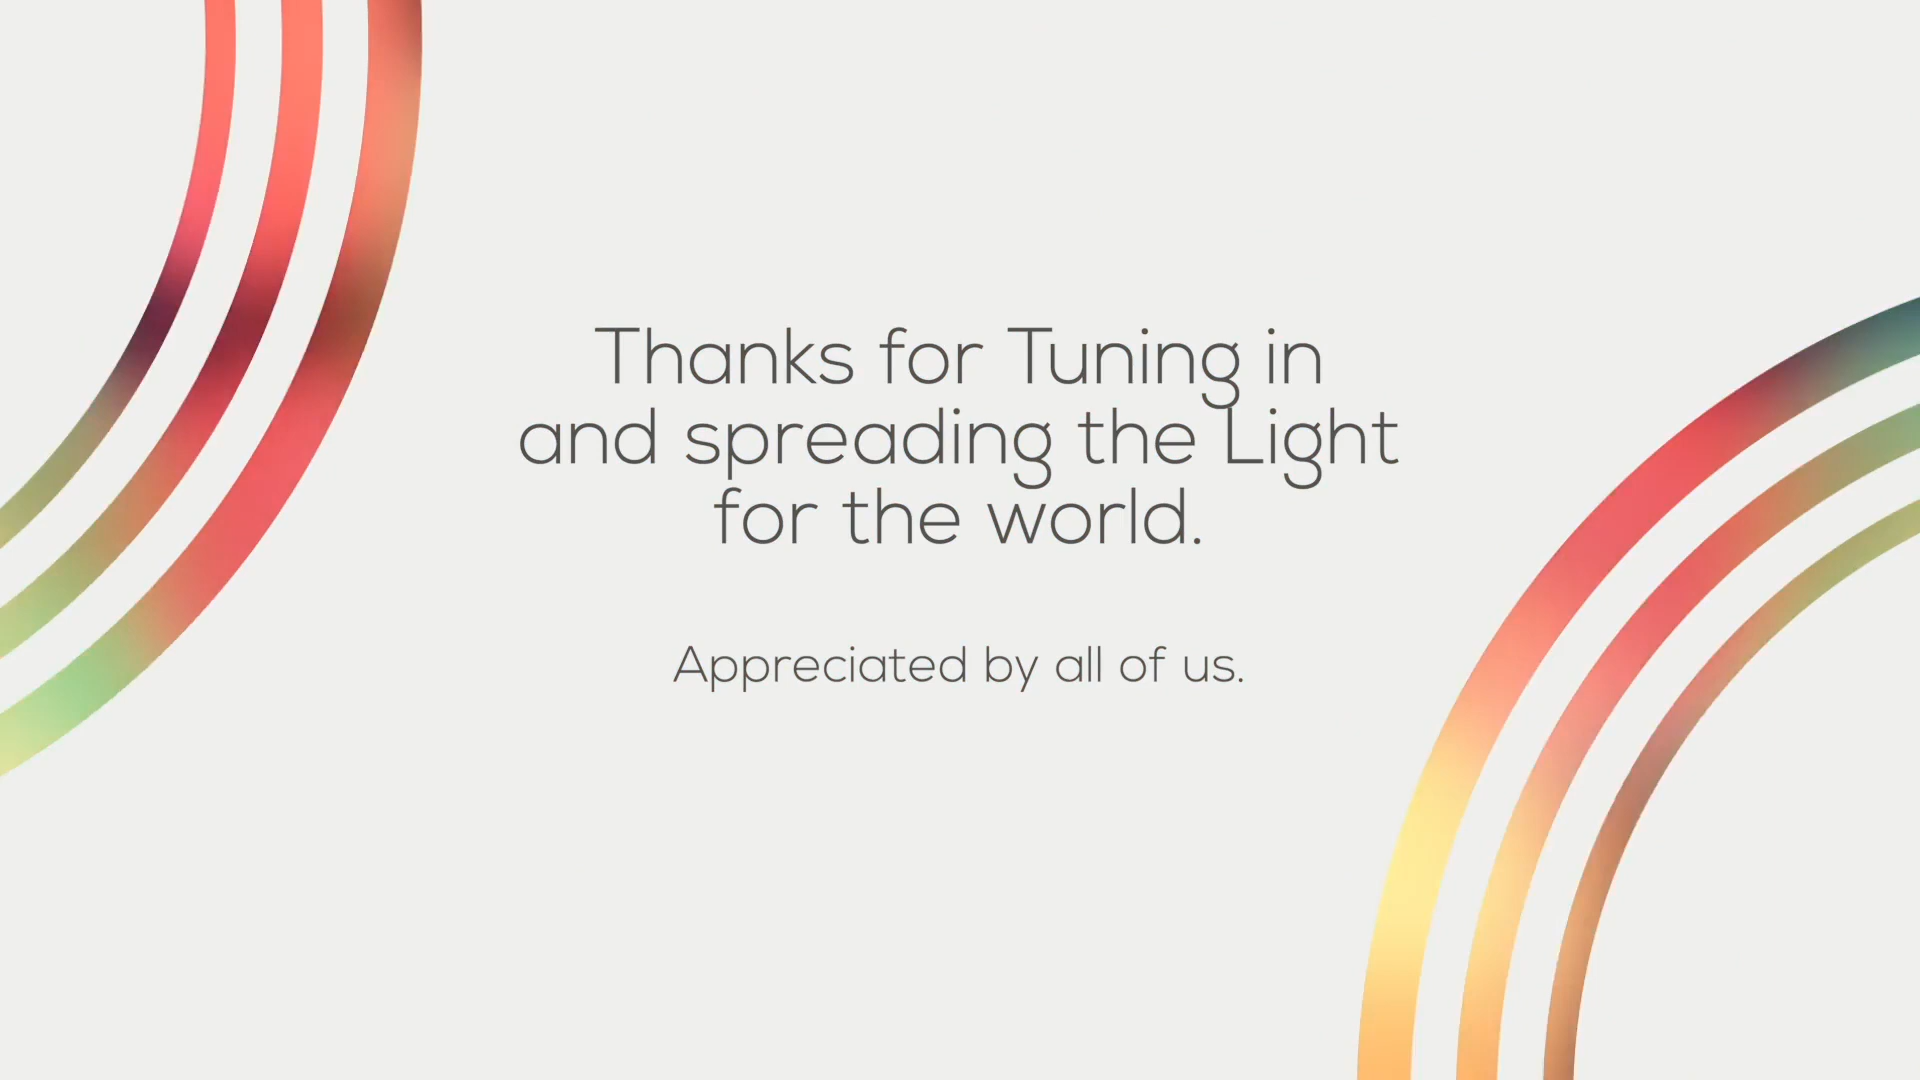 Thanks for Tuning in
and spreading the Light
for the world.
Appreciated by all of us.